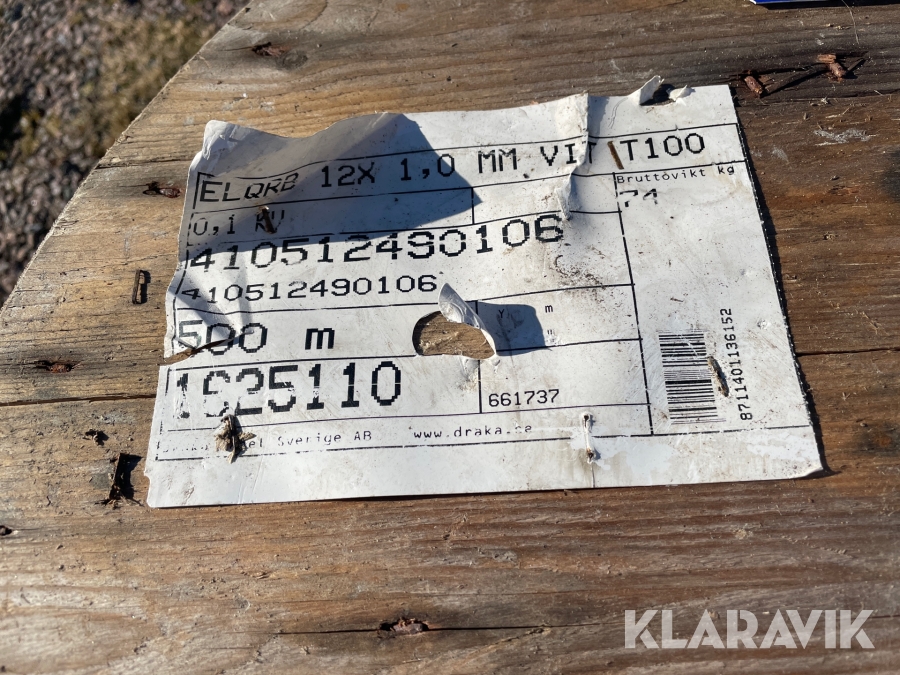 ELQRB 12X 1,0 MM VIT T100
Bruttovikt kg
74
0,1 KV
410512490106
410512490106
500 m
Y m
661737
8711401136152
Sverige AB www.draka.se
KLARAVIK